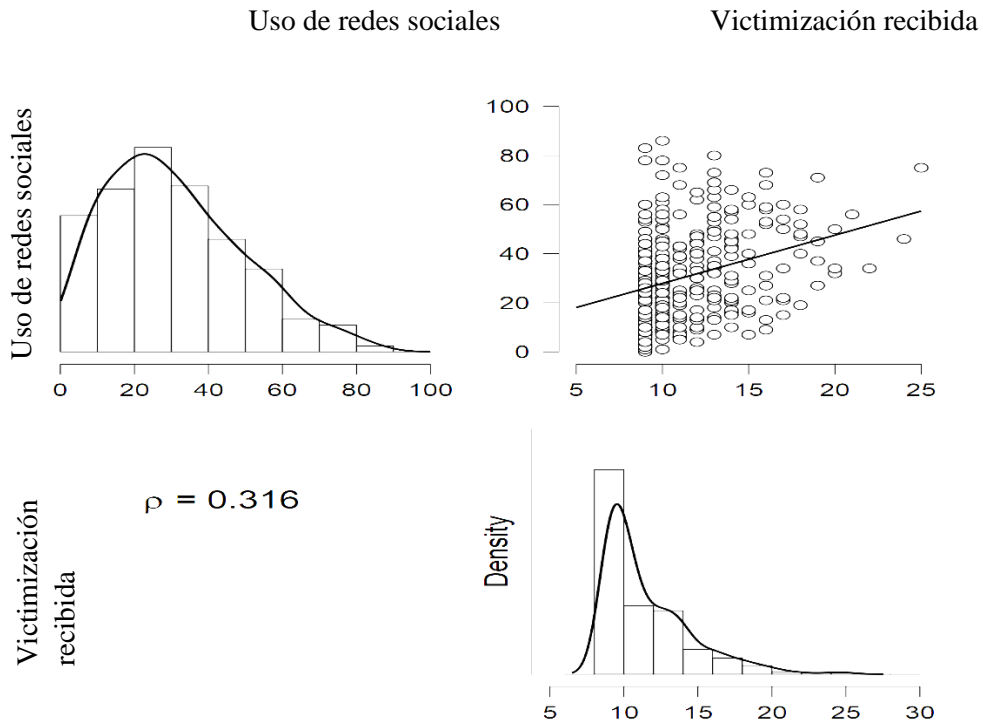 Uso de redes sociales
Victimización recibida
Uso de redes sociales
0 20 40 60 80 100
100
80
60
40
20
0
5 10 15 20 25
Victimización
recibida
ρ = 0.316
Density
5 10 15 20 25 30